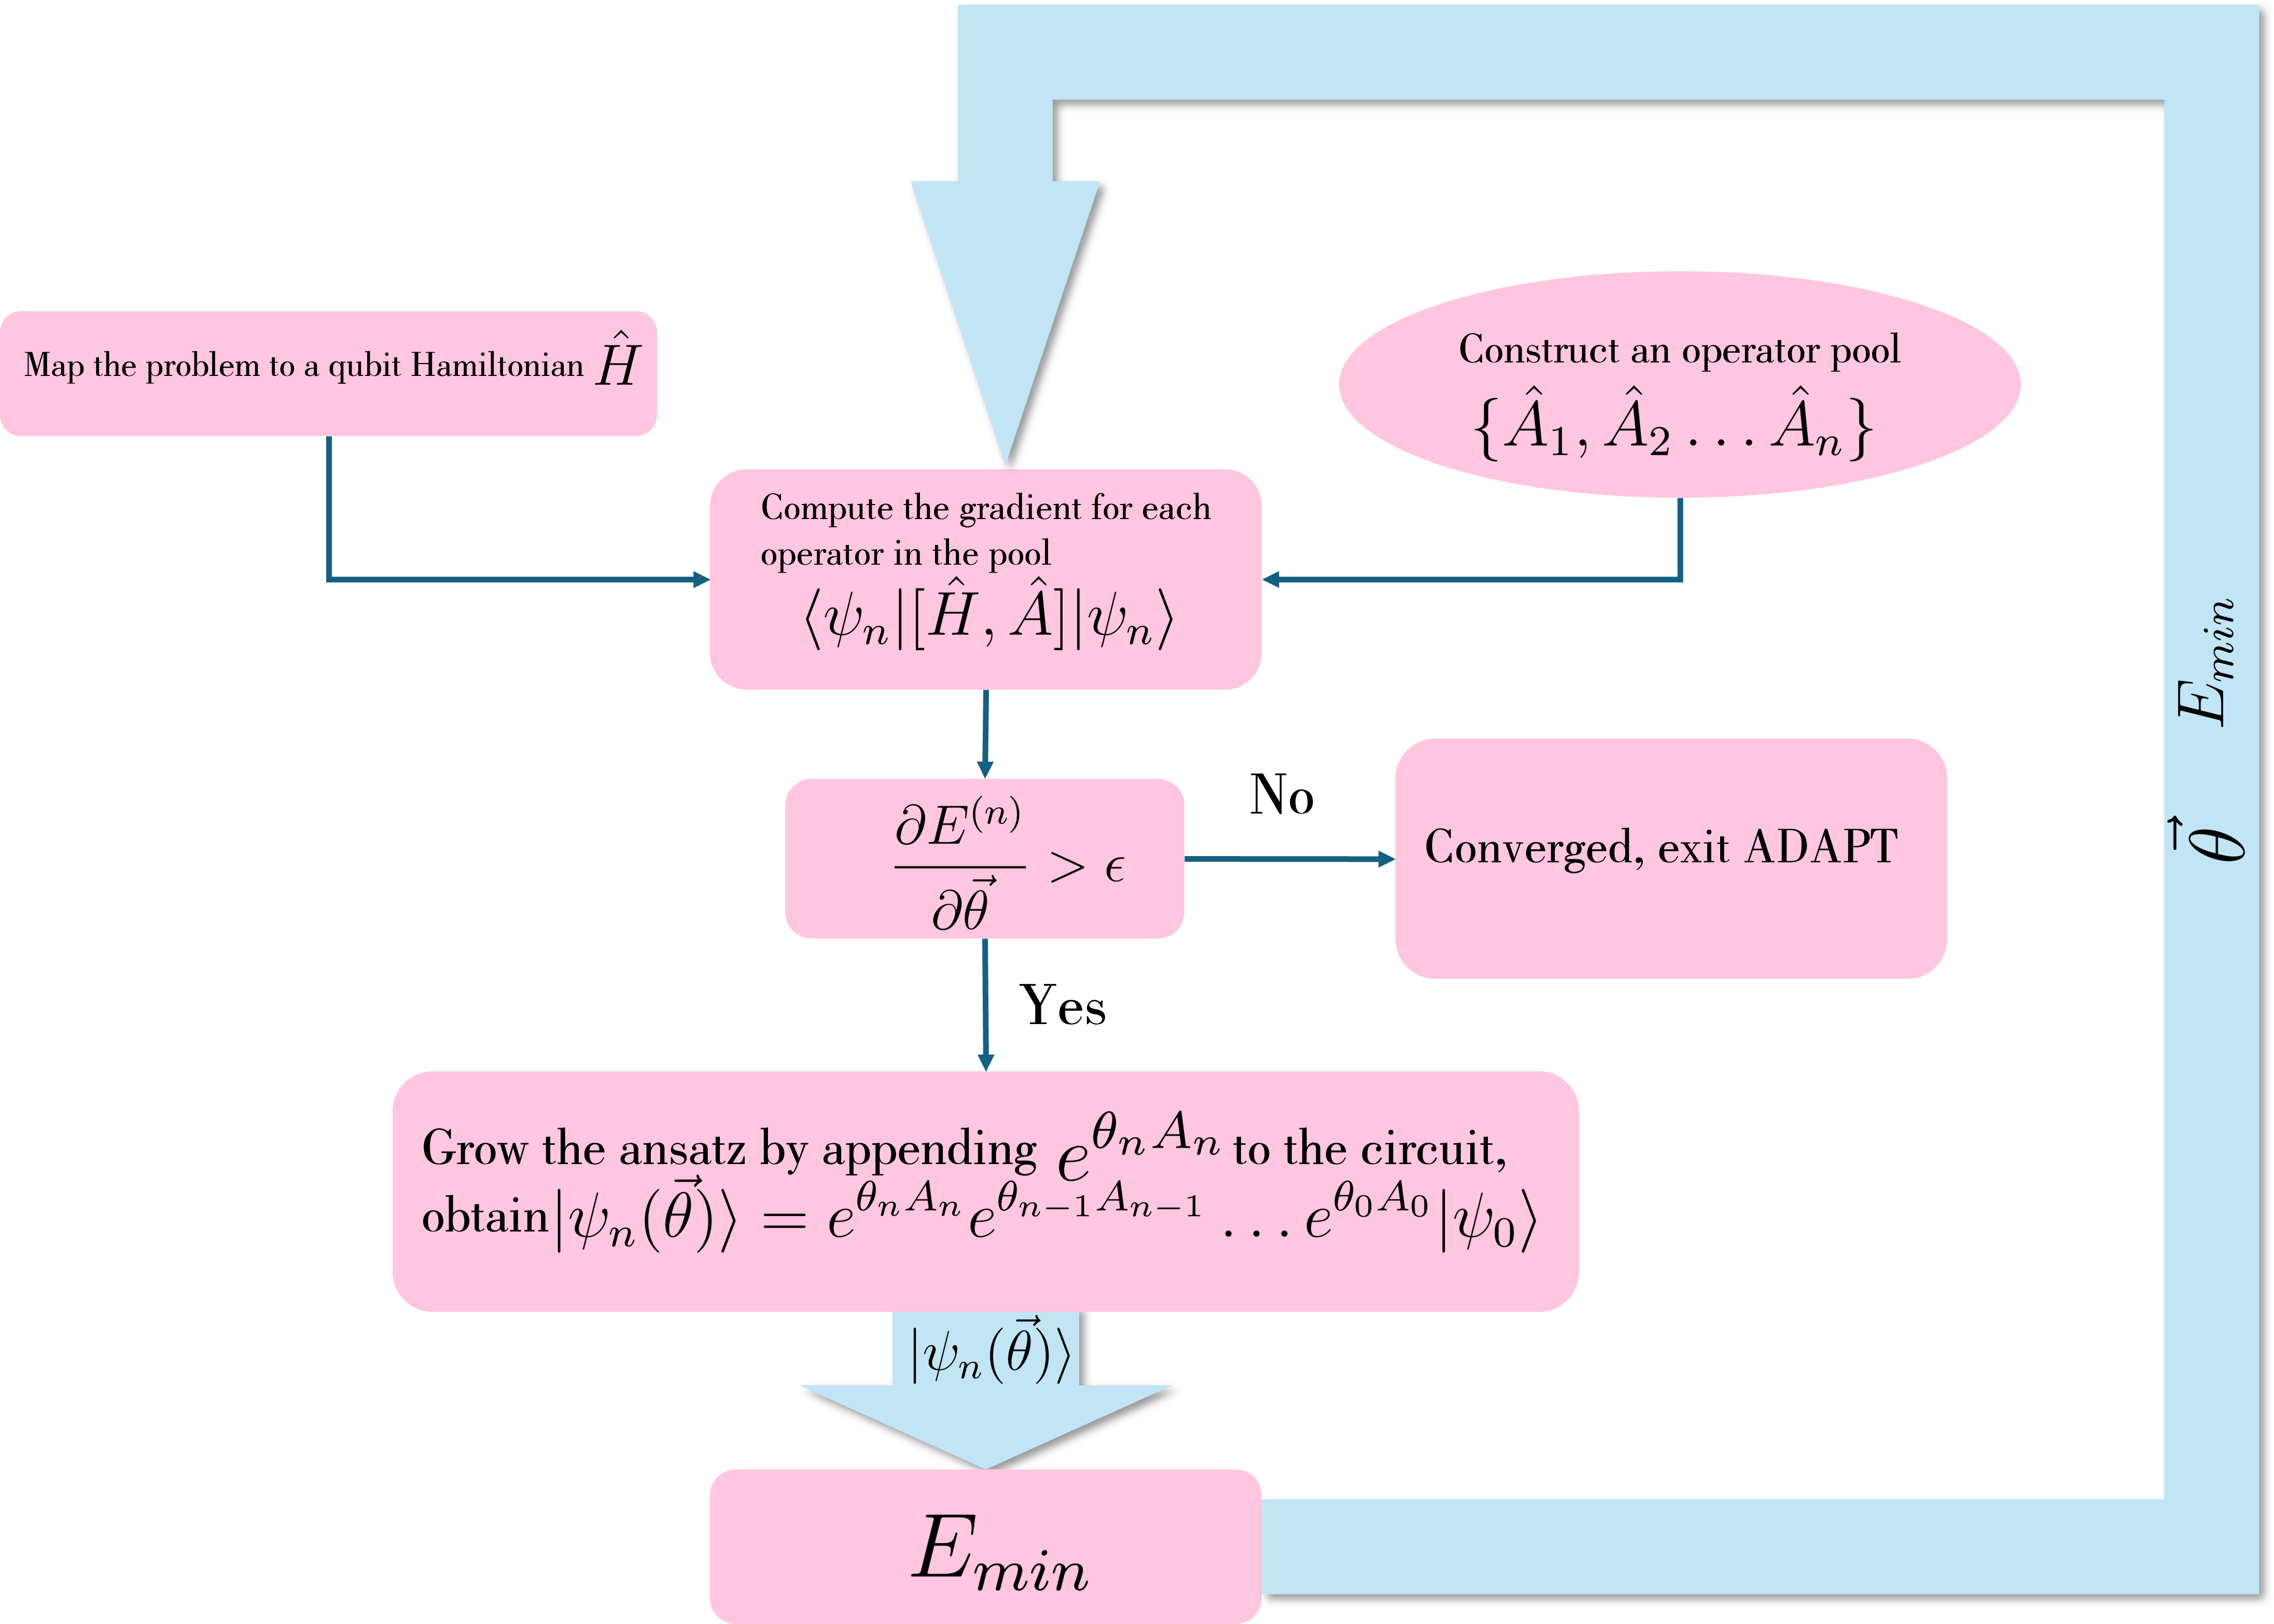 Map the problem to a qubit Hamiltonian $\hat{H}$
Construct an operator pool
$\{\hat{A}_1, \hat{A}_2 \ldots \hat{A}_n\}$
Compute the gradient for each
operator in the pool
$\langle\psi_n|[\hat{H}, \hat{A}]|\psi_n\rangle$
$\frac{\partial E^{(n)}}{\partial \vec{\theta}} > \epsilon$
No
Converged, exit ADAPT
Yes
Grow the ansatz by appending $e^{\theta_n A_n}$ to the circuit,
obtain$|\psi_n(\vec{\theta})\rangle = e^{\theta_n A_n} e^{\theta_{n-1} A_{n-1}} \ldots e^{\theta_0 A_0}|\psi_0\rangle$
$|\psi_n(\vec{\theta})\rangle$
$E_{min}$
$\vec{\theta}$ $E_{min}$